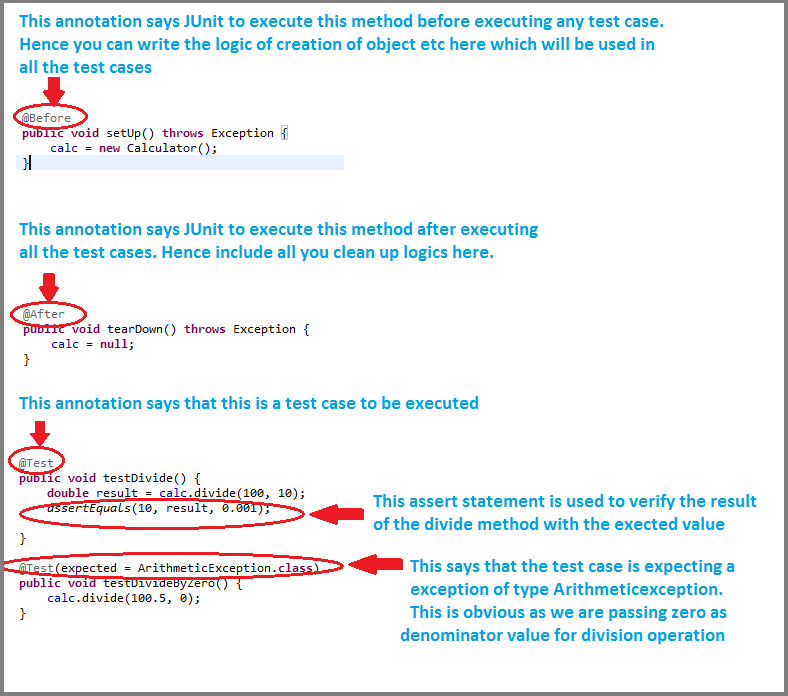 This annotation says JUnit to execute this method before executing any test case.
Hence you can write the logic of creation of object etc here which will be used in
all the test cases
@Before
public void setUp() throws Exception {
calc = new Calculator();
}
This annotation says JUnit to execute this method after executing
all the test cases. Hence include all you clean up logics here.
@After
public void tearDown() throws Exception {
calc = null;
}
This annotation says that this is a test case to be executed
@Test
public void testDivide() {
double result = calc.divide(100, 10);
assertEquals(10, result, 0.001);
}
This assert statement is used to verify the result
of the divide method with the exected value
@Test(expected = ArithmeticException.class)
public void testDivideByZero() {
calc.divide(100.5, 0);
}
This says that the test case is expecting a
exception of type Arithmeticexception.
This is obvious as we are passing zero as
denominator value for division operation